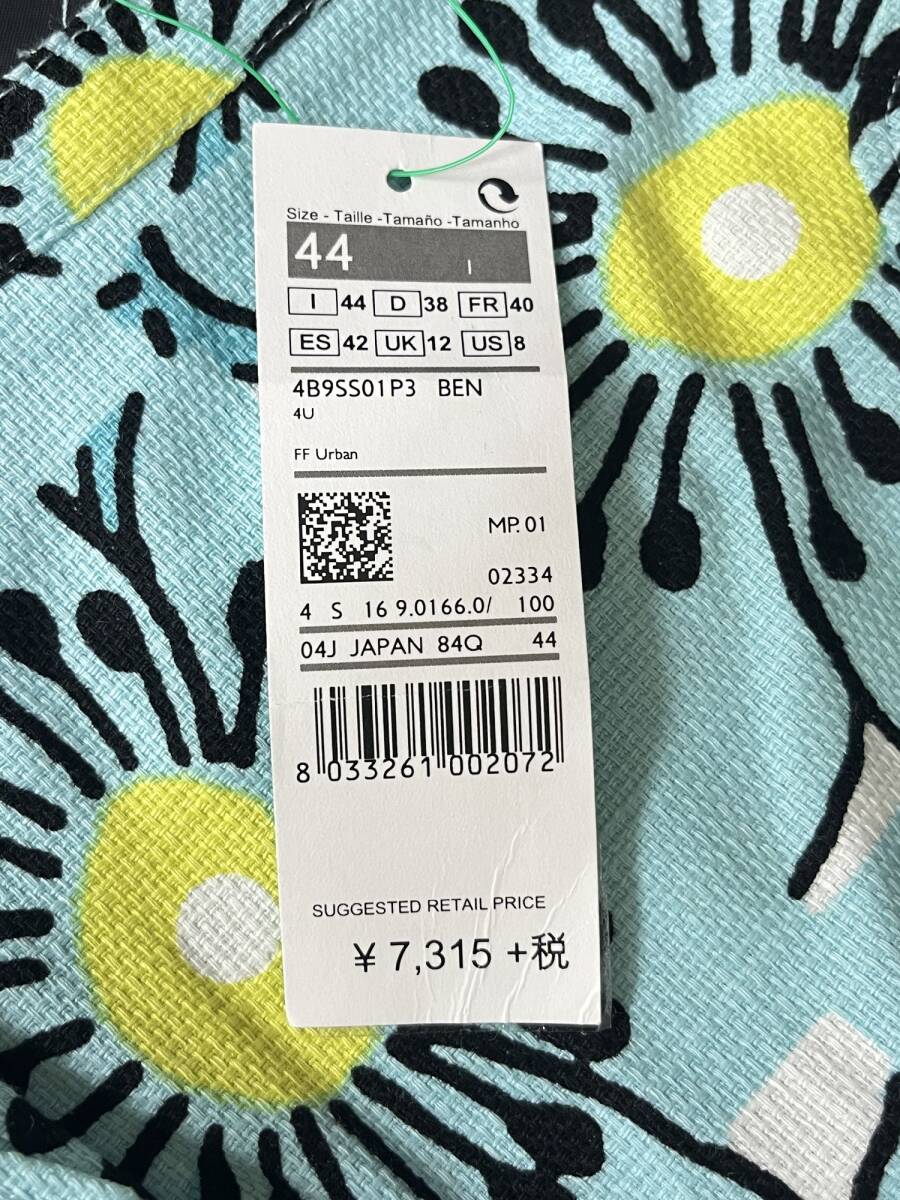 Size - Taille -Tamaño -Tamanho
44 I
I 44 D 38 FR 40
ES 42 UK 12 US 8
4B9SS01P3 BEN
4U
FF Urban
MP. 01
02334
4 S 16 9.0166.0/ 100
04J JAPAN 84Q 44
8 033261 002072
SUGGESTED RETAIL PRICE
¥ 7,315 +税